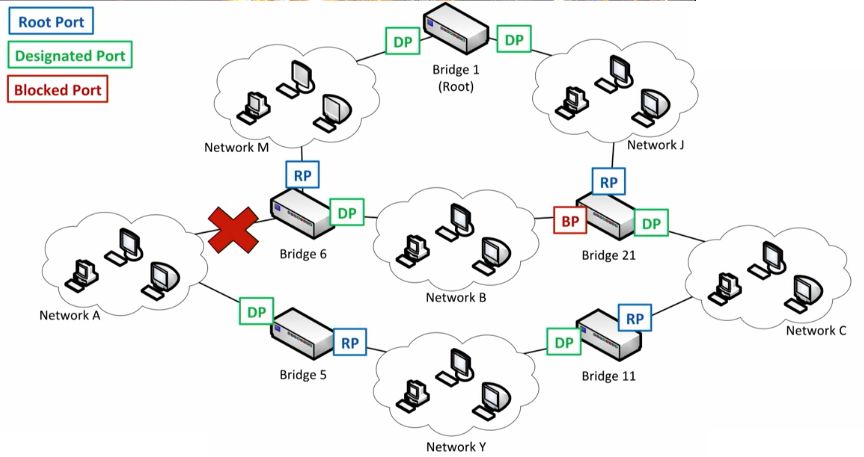 Root Port
Designated Port
Blocked Port
DP
DP
Bridge 1
(Root)
Network M
Network J
RP
RP
DP
BP
DP
Bridge 6
Bridge 21
Network B
Network A
Network C
DP
RP
DP
RP
Bridge 5
Bridge 11
Network Y